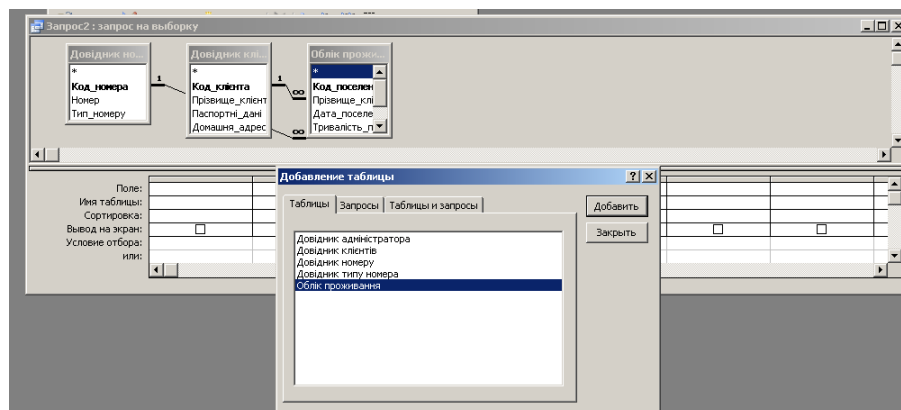 Запрос2 : запрос на выборку
Довідник но...
*
Код_номера
Номер
Тип_номеру
1
Довідник клі...
*
Код_клієнта
Прізвище_клієнт
Паспортні_дані
Домашня_адрес
1
∞
∞
Облік прожи...
*
Код_поселен
Прізвище_клі
Дата_поселе
Тривалість_п
Поле:
Имя таблицы:
Сортировка:
Вывод на экран:
Условие отбора:
или:
Добавление таблицы
Таблицы
Запросы
Таблицы и запросы
Довідник адміністратора
Довідник клієнтів
Довідник номеру
Довідник типу номера
Облік проживання
Добавить
Закрыть